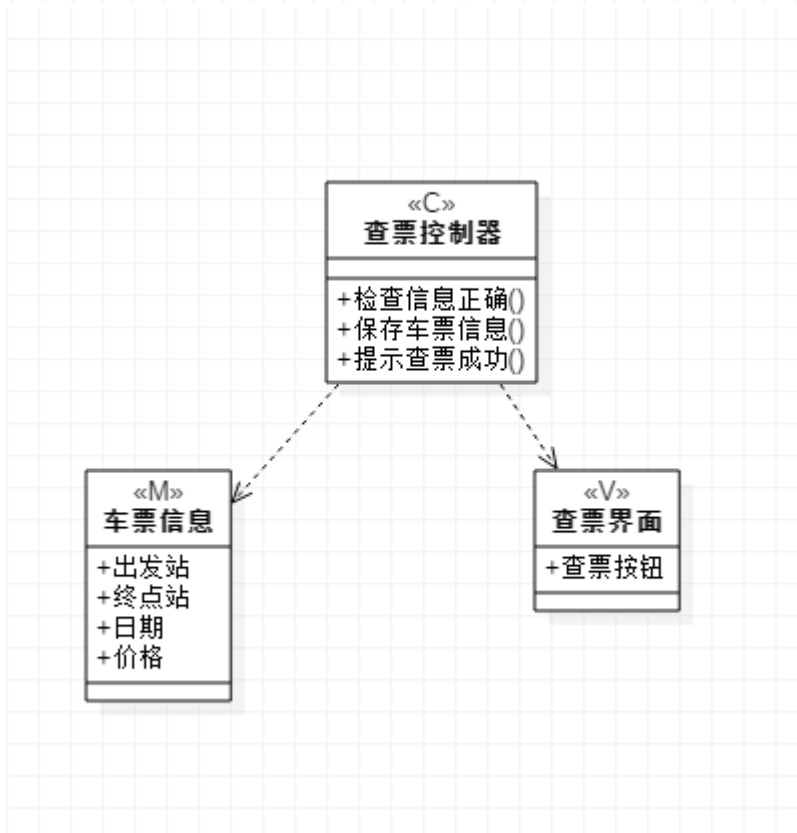 «C»
查票控制器
+检查信息正确()
+保存车票信息()
+提示查票成功()
«M»
车票信息
+出发站
+终点站
+日期
+价格
«V»
查票界面
+查票按钮